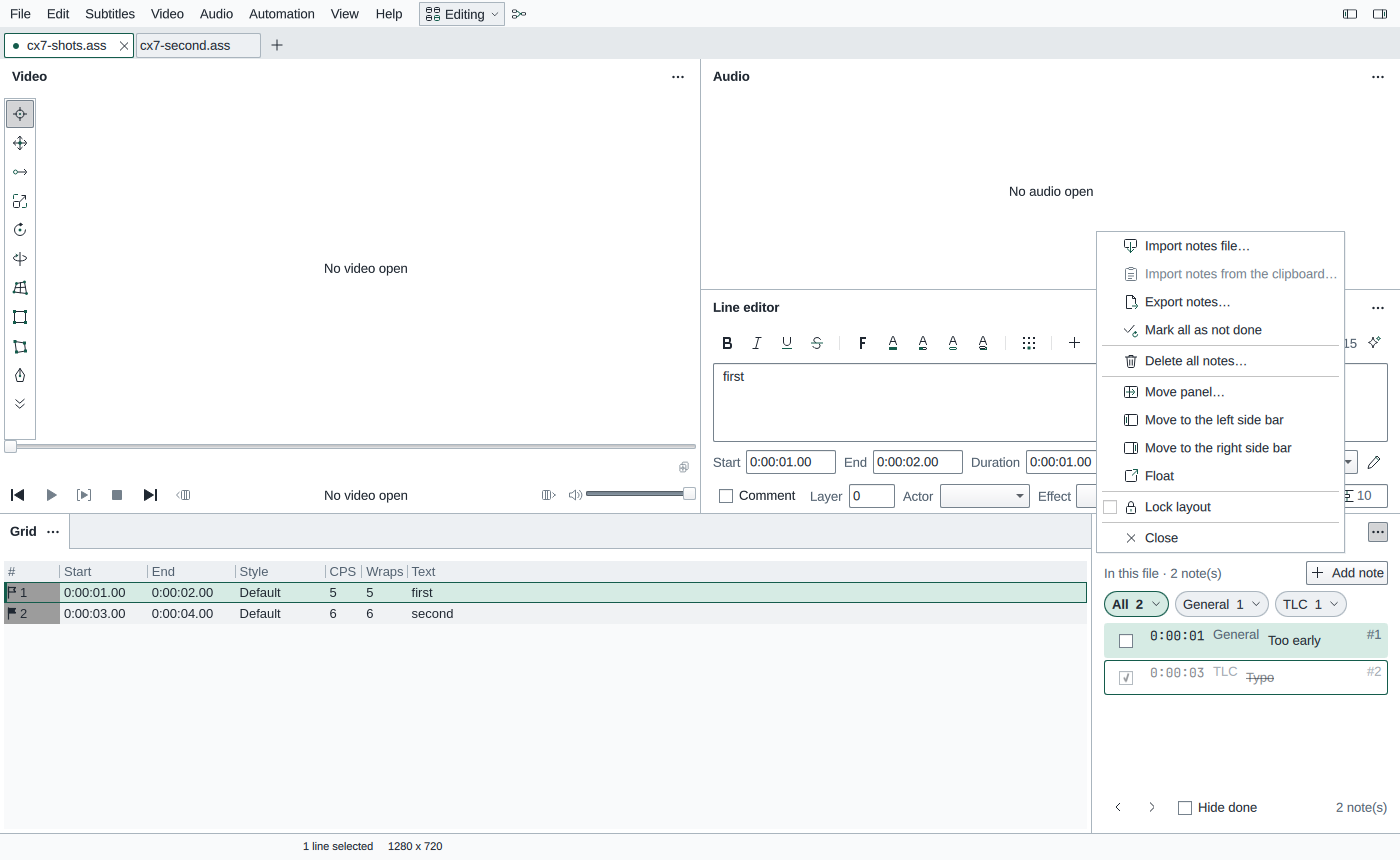 File Edit Subtitles Video Audio Automation View Help Editing
cx7-shots.ass cx7-second.ass
Video
No video open
No video open
Audio
No audio open
Line editor
B I U S F A A A A
15
first
Start 0:00:01.00 End 0:00:02.00 Duration 0:00:01.00
Comment Layer 0 Actor Effect
10
Import notes file…
Import notes from the clipboard…
Export notes…
Mark all as not done
Delete all notes…
Move panel…
Move to the left side bar
Move to the right side bar
Float
Lock layout
Close
Grid
# Start End Style CPS Wraps Text
1 0:00:01.00 0:00:02.00 Default 5 5 first
2 0:00:03.00 0:00:04.00 Default 6 6 second
In this file · 2 note(s) Add note
All 2 General 1 TLC 1
0:00:01 General Too early #1
0:00:03 TLC Typo #2
Hide done 2 note(s)
1 line selected 1280 x 720